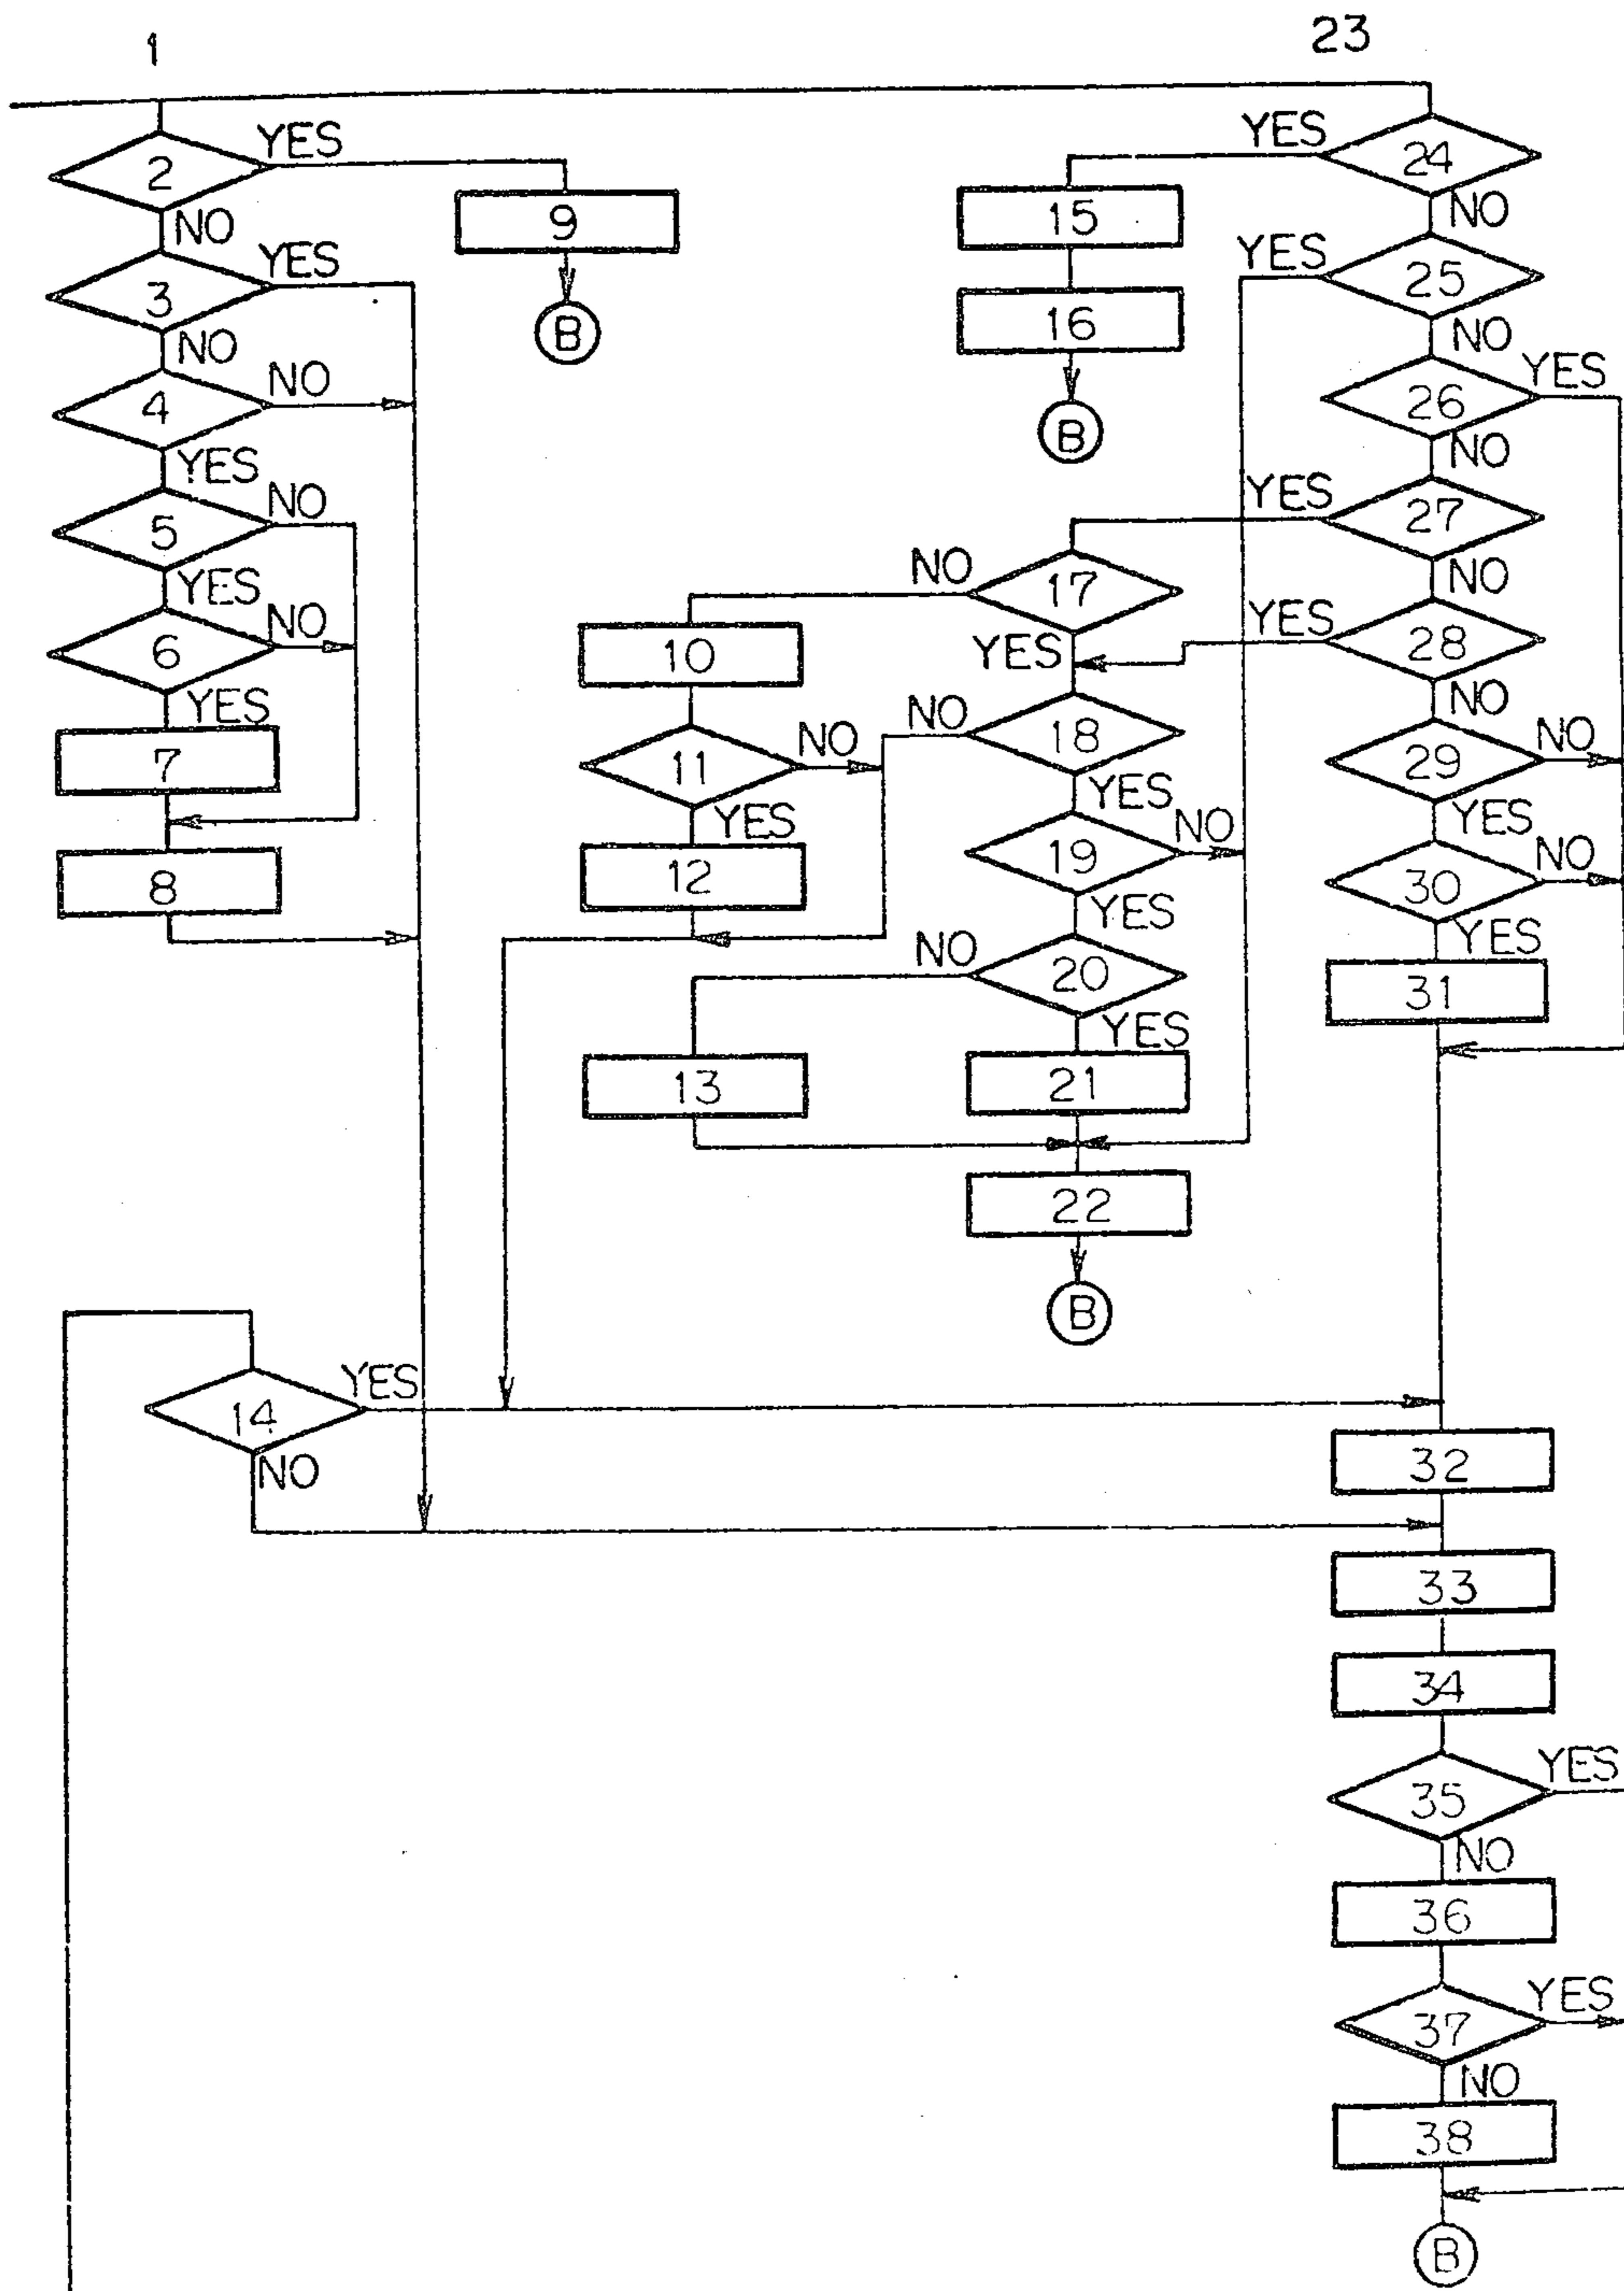 1
23
YES
YES
2
24
9
15
NO
NO
YES
YES
3
25
B
16
NO
NO
NO
YES
4
26
B
YES
NO
NO
YES
5
27
YES
NO
17
NO
NO
YES
6
10
YES
28
YES
NO
NO
NO
7
11
18
29
NO
YES
YES
NO
YES
NO
8
12
19
30
YES
YES
NO
20
31
YES
13
21
22
B
YES
14
NO
32
33
34
YES
35
NO
36
YES
37
NO
38
B